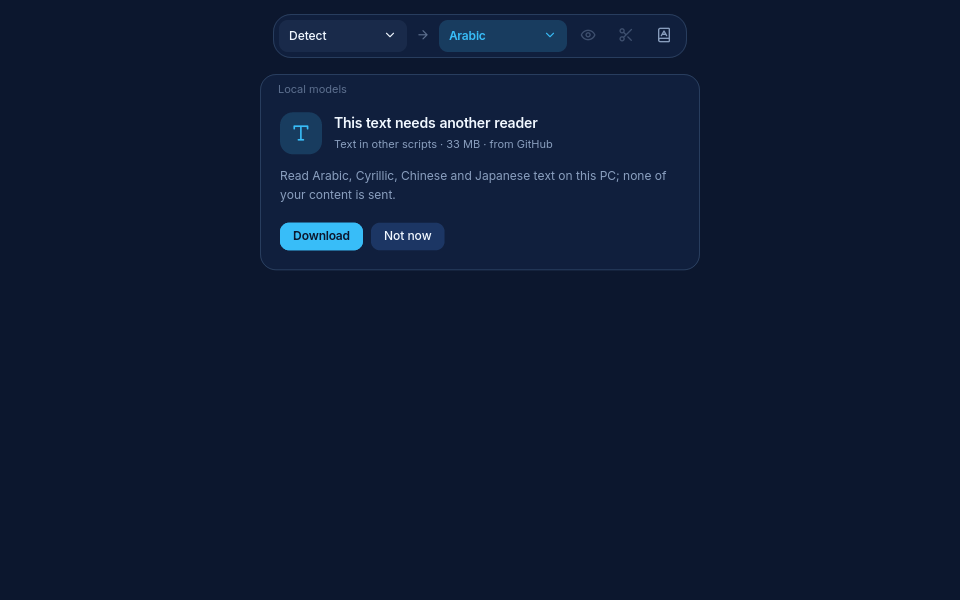 Detect
Arabic
Local models
This text needs another reader
Text in other scripts · 33 MB · from GitHub
Read Arabic, Cyrillic, Chinese and Japanese text on this PC; none of
your content is sent.
Download
Not now